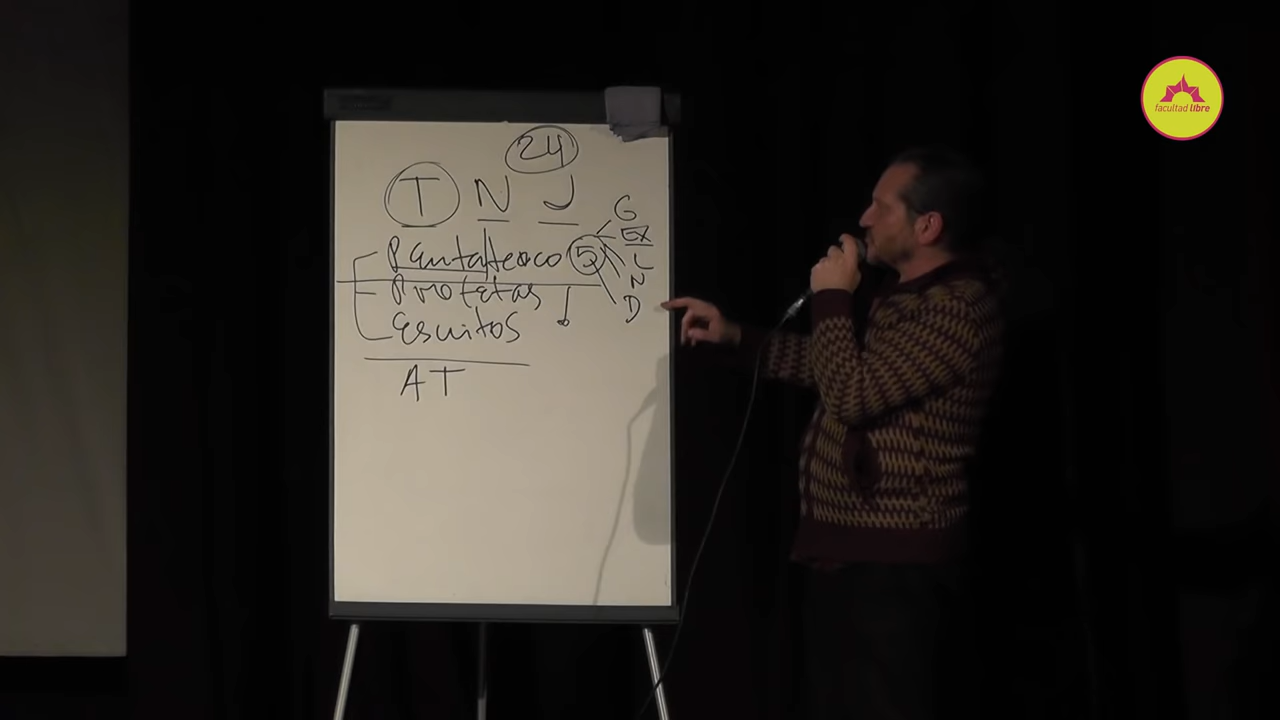 24
T N J
Pentateuco 5
G
EX
L
N
D
Profetas
Escritos
AT
facultad libre